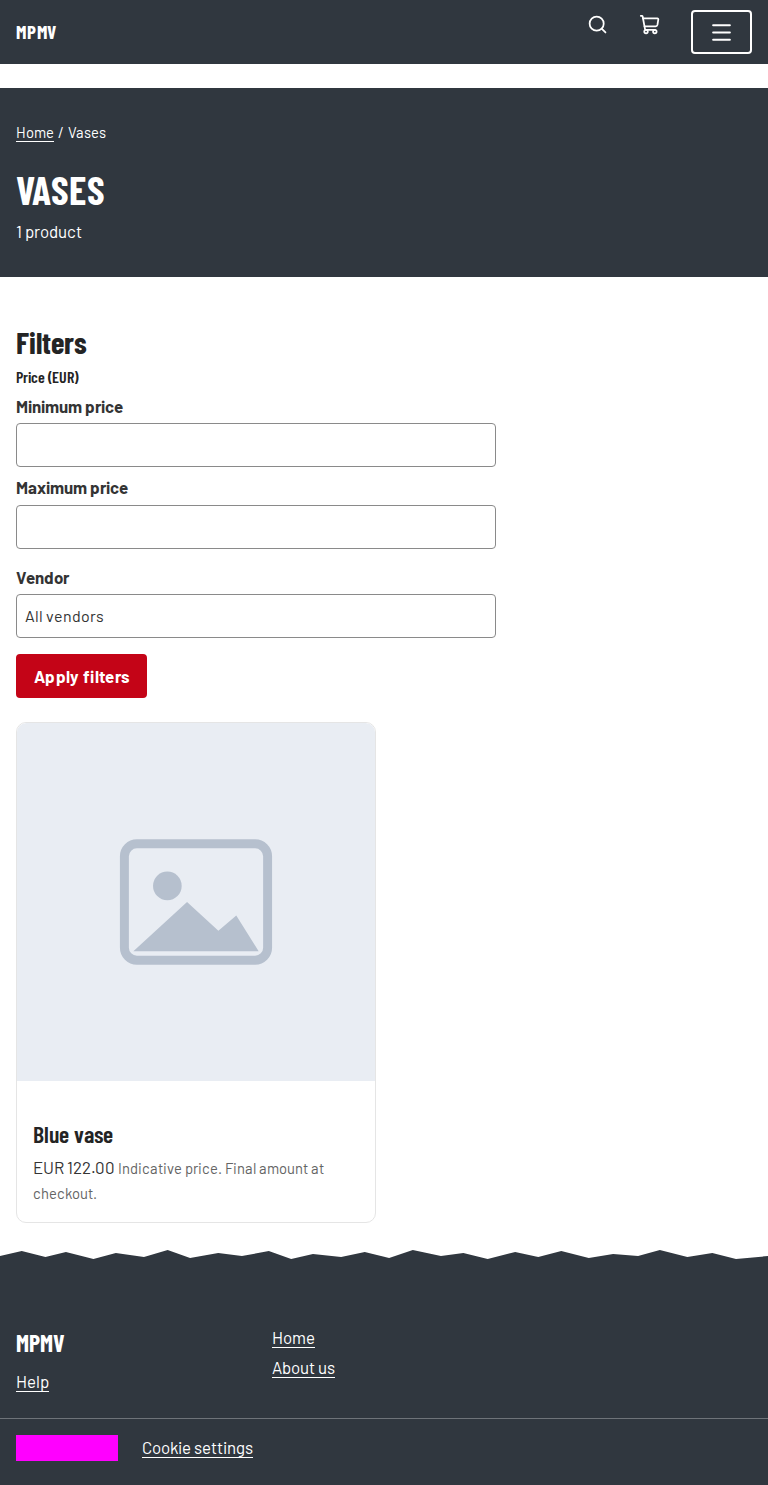 MPMV
Home / Vases
VASES
1 product
Filters
Price (EUR)
Minimum price
Maximum price
Vendor
All vendors
Apply filters
Blue vase
EUR 122.00 Indicative price. Final amount at
checkout.
MPMV
Help
Home
About us
Cookie settings